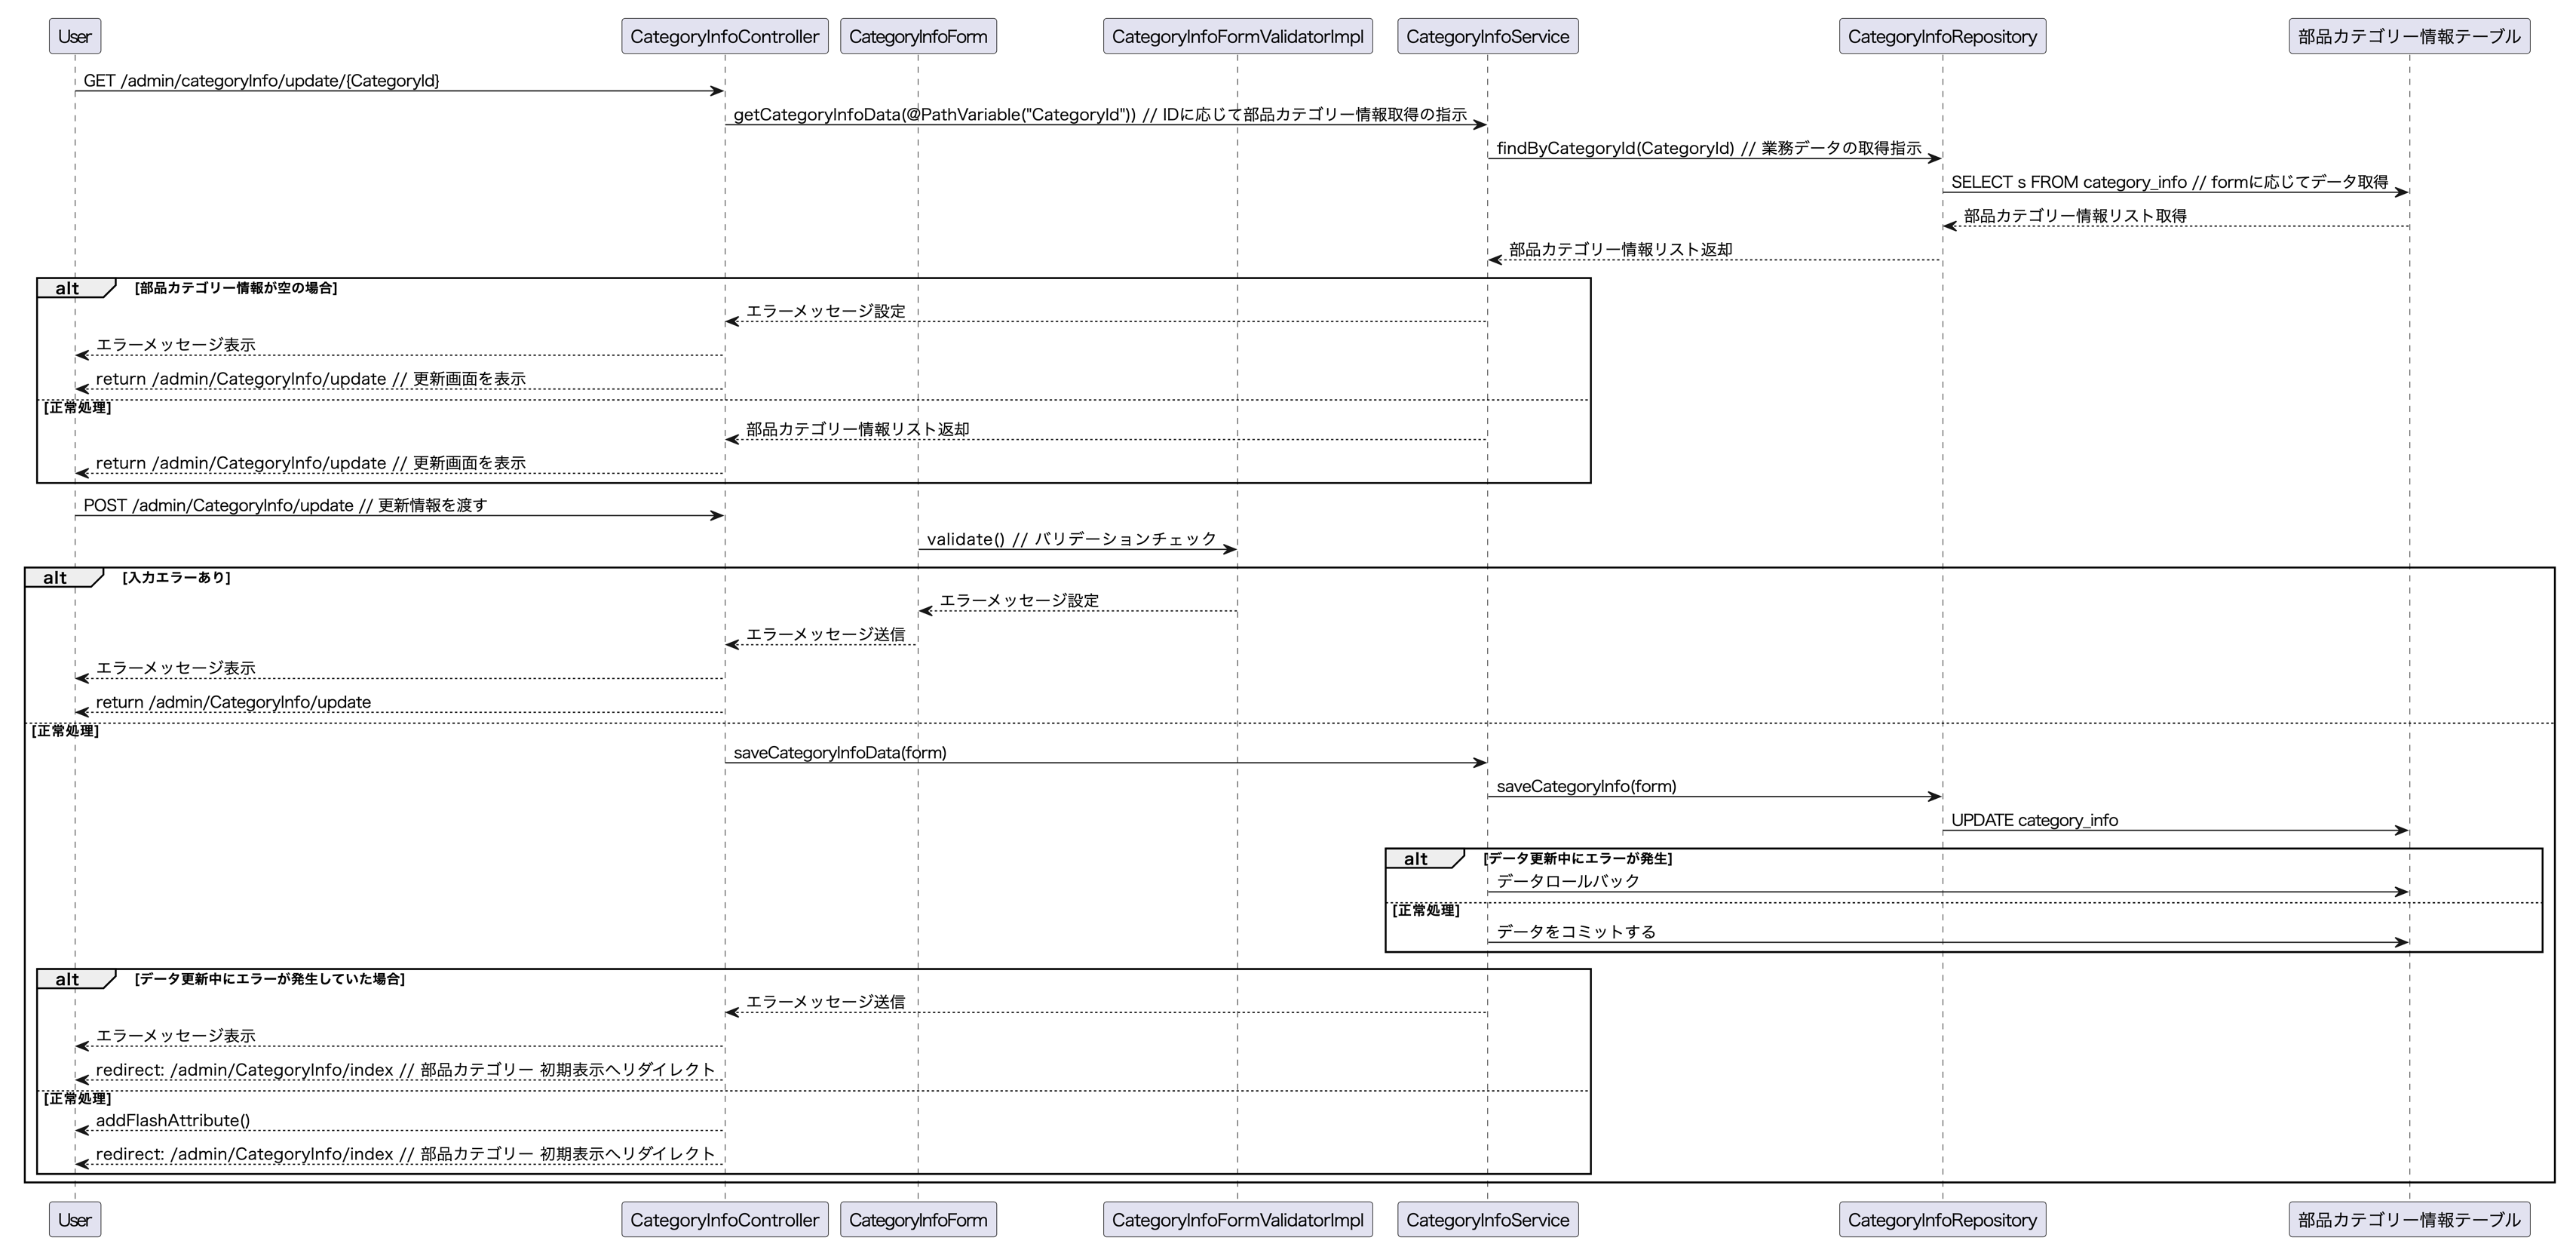 User
CategoryInfoController
CategoryInfoForm
CategoryInfoFormValidatorImpl
CategoryInfoService
CategoryInfoRepository
部品カテゴリー情報テーブル
GET /admin/categoryInfo/update/{CategoryId}
getCategoryInfoData(@PathVariable("CategoryId")) // IDに応じて部品カテゴリー情報取得の指示
findByCategoryId(CategoryId) // 業務データの取得指示
SELECT s FROM category_info // formに応じてデータ取得
部品カテゴリー情報リスト取得
部品カテゴリー情報リスト返却
alt [部品カテゴリー情報が空の場合]
エラーメッセージ設定
エラーメッセージ表示
return /admin/CategoryInfo/update // 更新画面を表示
[正常処理]
部品カテゴリー情報リスト返却
return /admin/CategoryInfo/update // 更新画面を表示
POST /admin/CategoryInfo/update // 更新情報を渡す
validate() // バリデーションチェック
alt [入力エラーあり]
エラーメッセージ設定
エラーメッセージ送信
エラーメッセージ表示
return /admin/CategoryInfo/update
[正常処理]
saveCategoryInfoData(form)
saveCategoryInfo(form)
UPDATE category_info
alt [データ更新中にエラーが発生]
データロールバック
[正常処理]
データをコミットする
alt [データ更新中にエラーが発生していた場合]
エラーメッセージ送信
エラーメッセージ表示
redirect: /admin/CategoryInfo/index // 部品カテゴリー 初期表示へリダイレクト
[正常処理]
addFlashAttribute()
redirect: /admin/CategoryInfo/index // 部品カテゴリー 初期表示へリダイレクト
User
CategoryInfoController
CategoryInfoForm
CategoryInfoFormValidatorImpl
CategoryInfoService
CategoryInfoRepository
部品カテゴリー情報テーブル